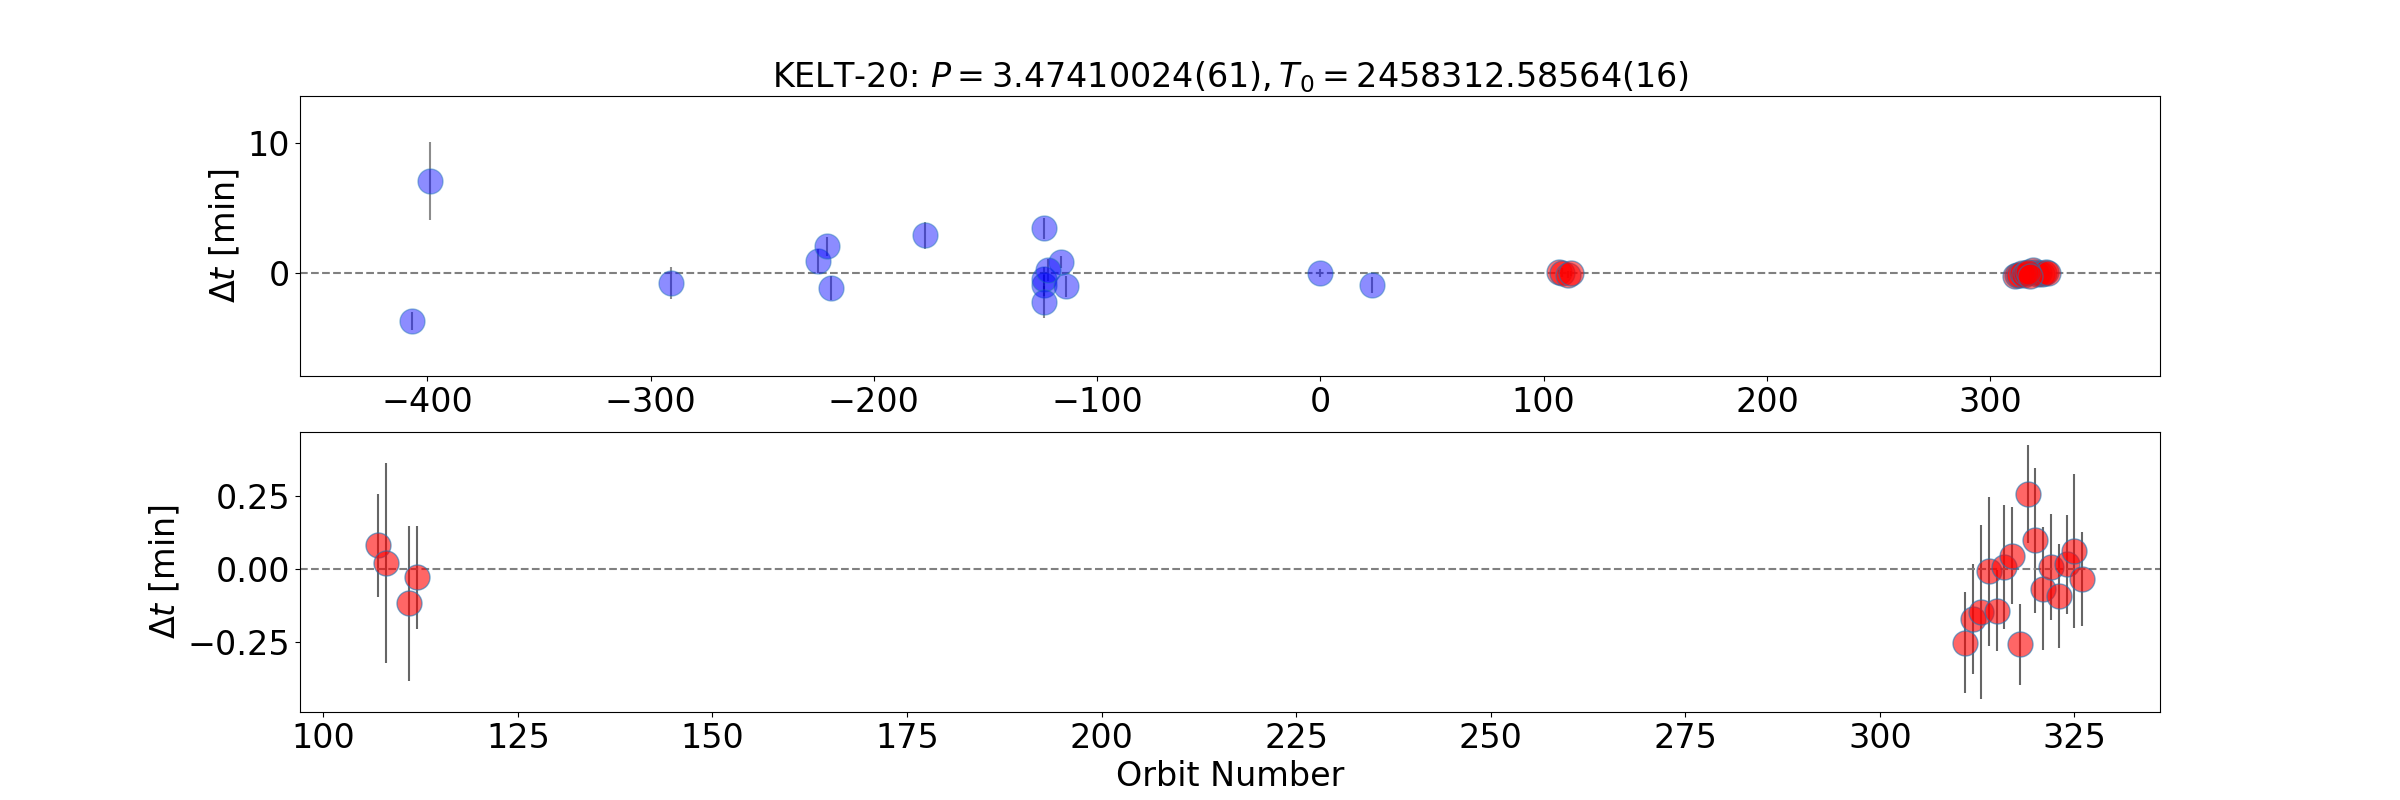 KELT-20: P = 3.47410024(61), T₀ = 2458312.58564(16)
Δt [min]
10
0
−400 −300 −200 −100 0 100 200 300
Δt [min]
0.25
0.00
−0.25
100 125 150 175 200 225 250 275 300 325
Orbit Number